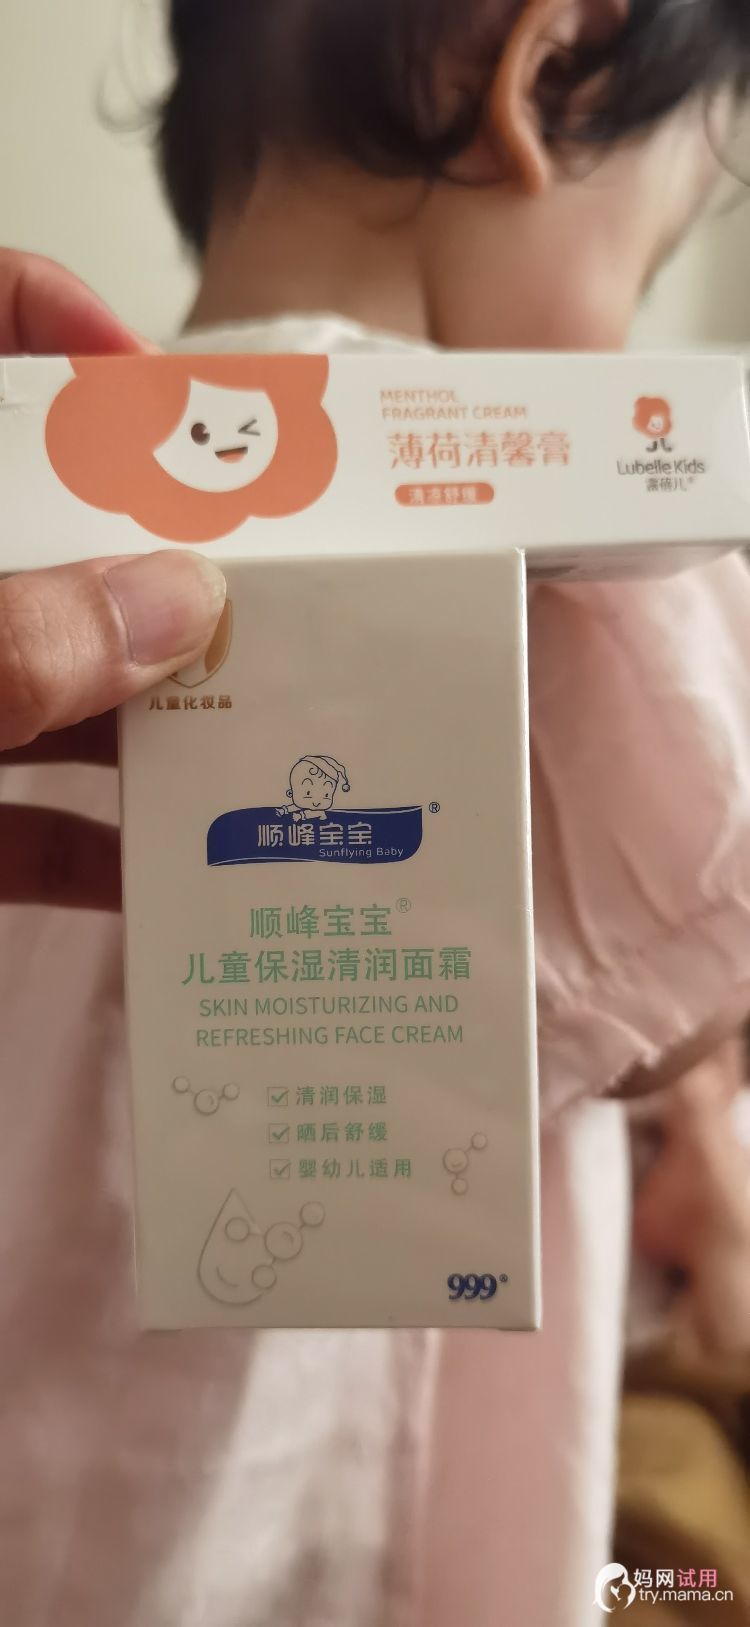 MENTHOL
FRAGRANT CREAM
薄荷清馨膏
清凉舒缓
Lubelle Kids
露蓓儿®
儿童化妆品
顺峰宝宝®
Sunflying Baby
顺峰宝宝®
儿童保湿清润面霜
SKIN MOISTURIZING AND
REFRESHING FACE CREAM
清润保湿
晒后舒缓
婴幼儿适用
999®
妈网试用
try.mama.cn